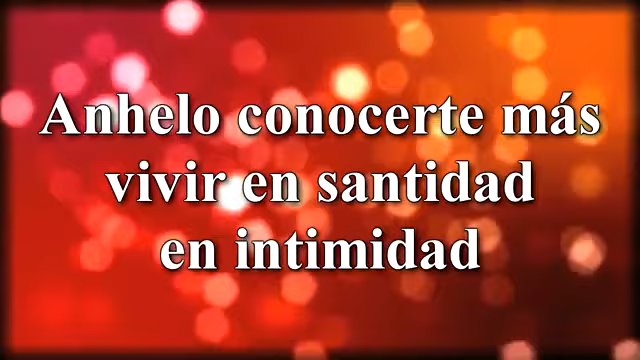 Anhelo conocerte más
vivir en santidad
en intimidad